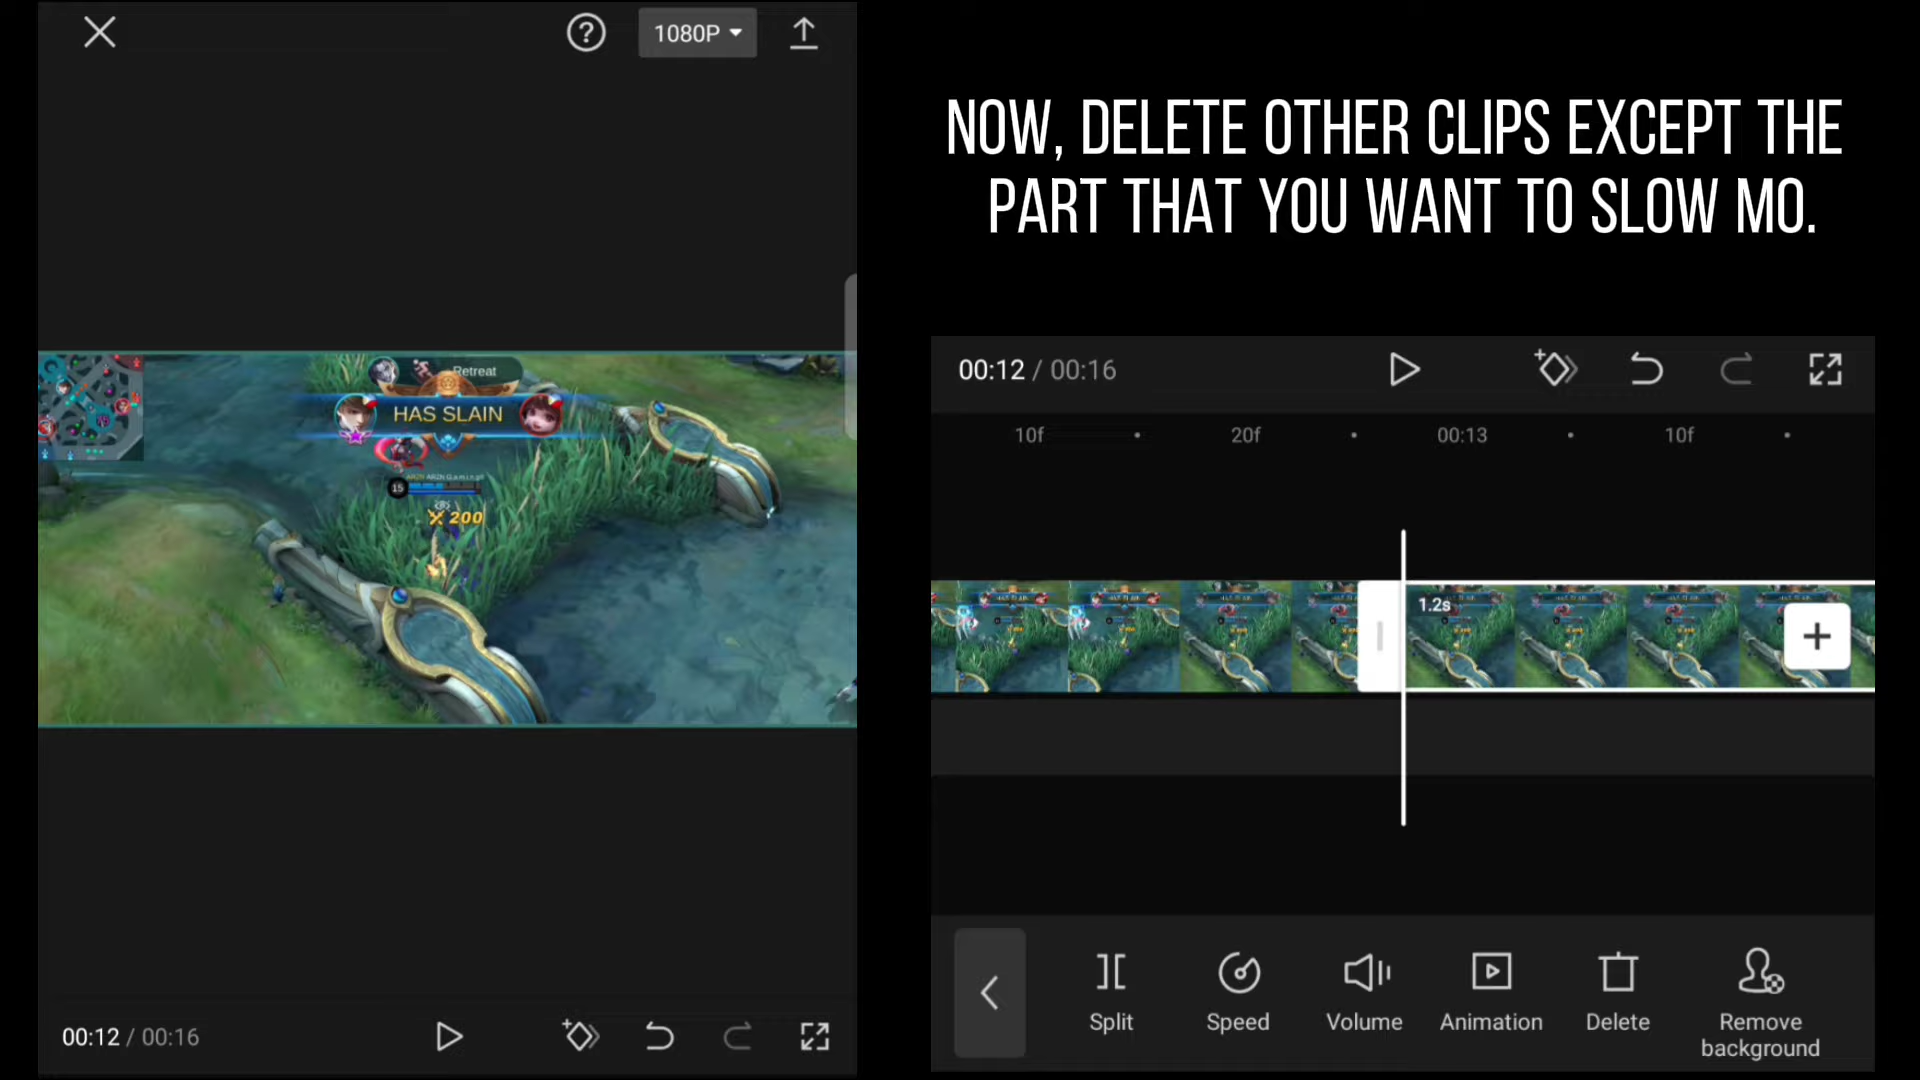 1080P
NOW, DELETE OTHER CLIPS EXCEPT THE
PART THAT YOU WANT TO SLOW MO.
Retreat
HAS SLAIN
15
200
00:12 / 00:16
10f
20f
00:13
10f
1.2s
Split
Speed
Volume
Animation
Delete
Remove
background
00:12 / 00:16